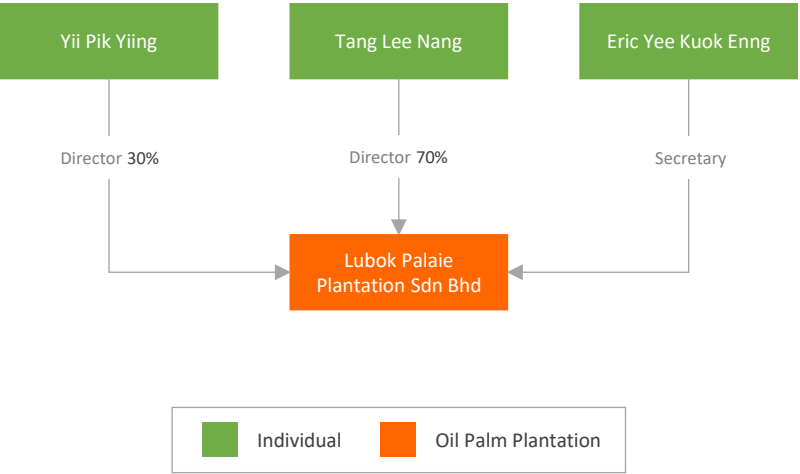 Yii Pik Yiing
Tang Lee Nang
Eric Yee Kuok Enng
Director 30%
Director 70%
Secretary
Lubok Palaie
Plantation Sdn Bhd
Individual
Oil Palm Plantation